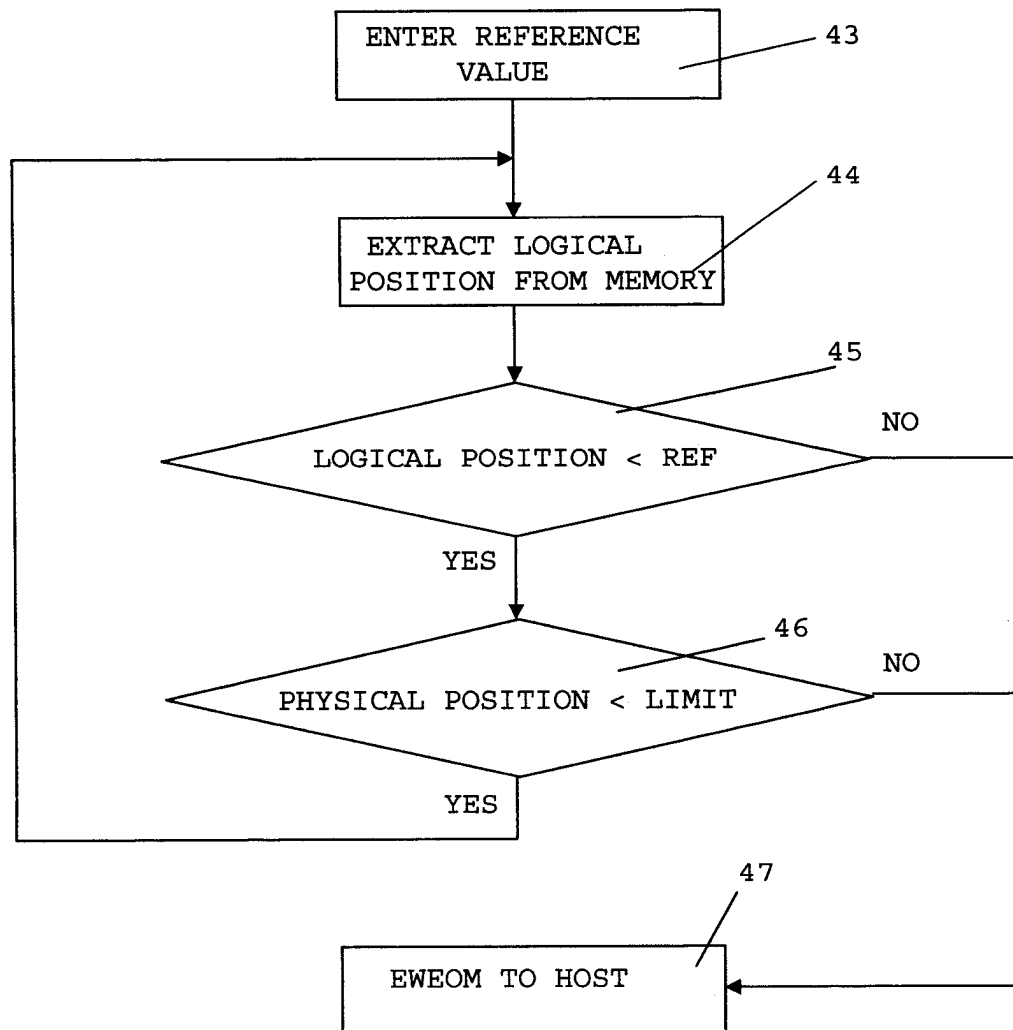 ENTER REFERENCE
VALUE
43
44
EXTRACT LOGICAL
POSITION FROM MEMORY
45
NO
LOGICAL POSITION < REF
YES
46
NO
PHYSICAL POSITION < LIMIT
YES
47
EWEOM TO HOST